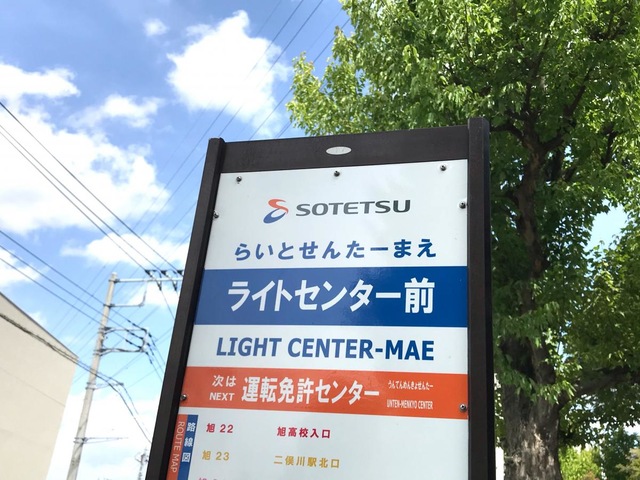 SOTETSU
らいとせんたーまえ
ライトセンター前
LIGHT CENTER-MAE
次は 運転免許センター うんてんめんきょせんたー
NEXT UNTEN-MENKYO CENTER
路線図
ROUTE MAP
旭 22 旭高校入口
旭 23 二俣川駅北口